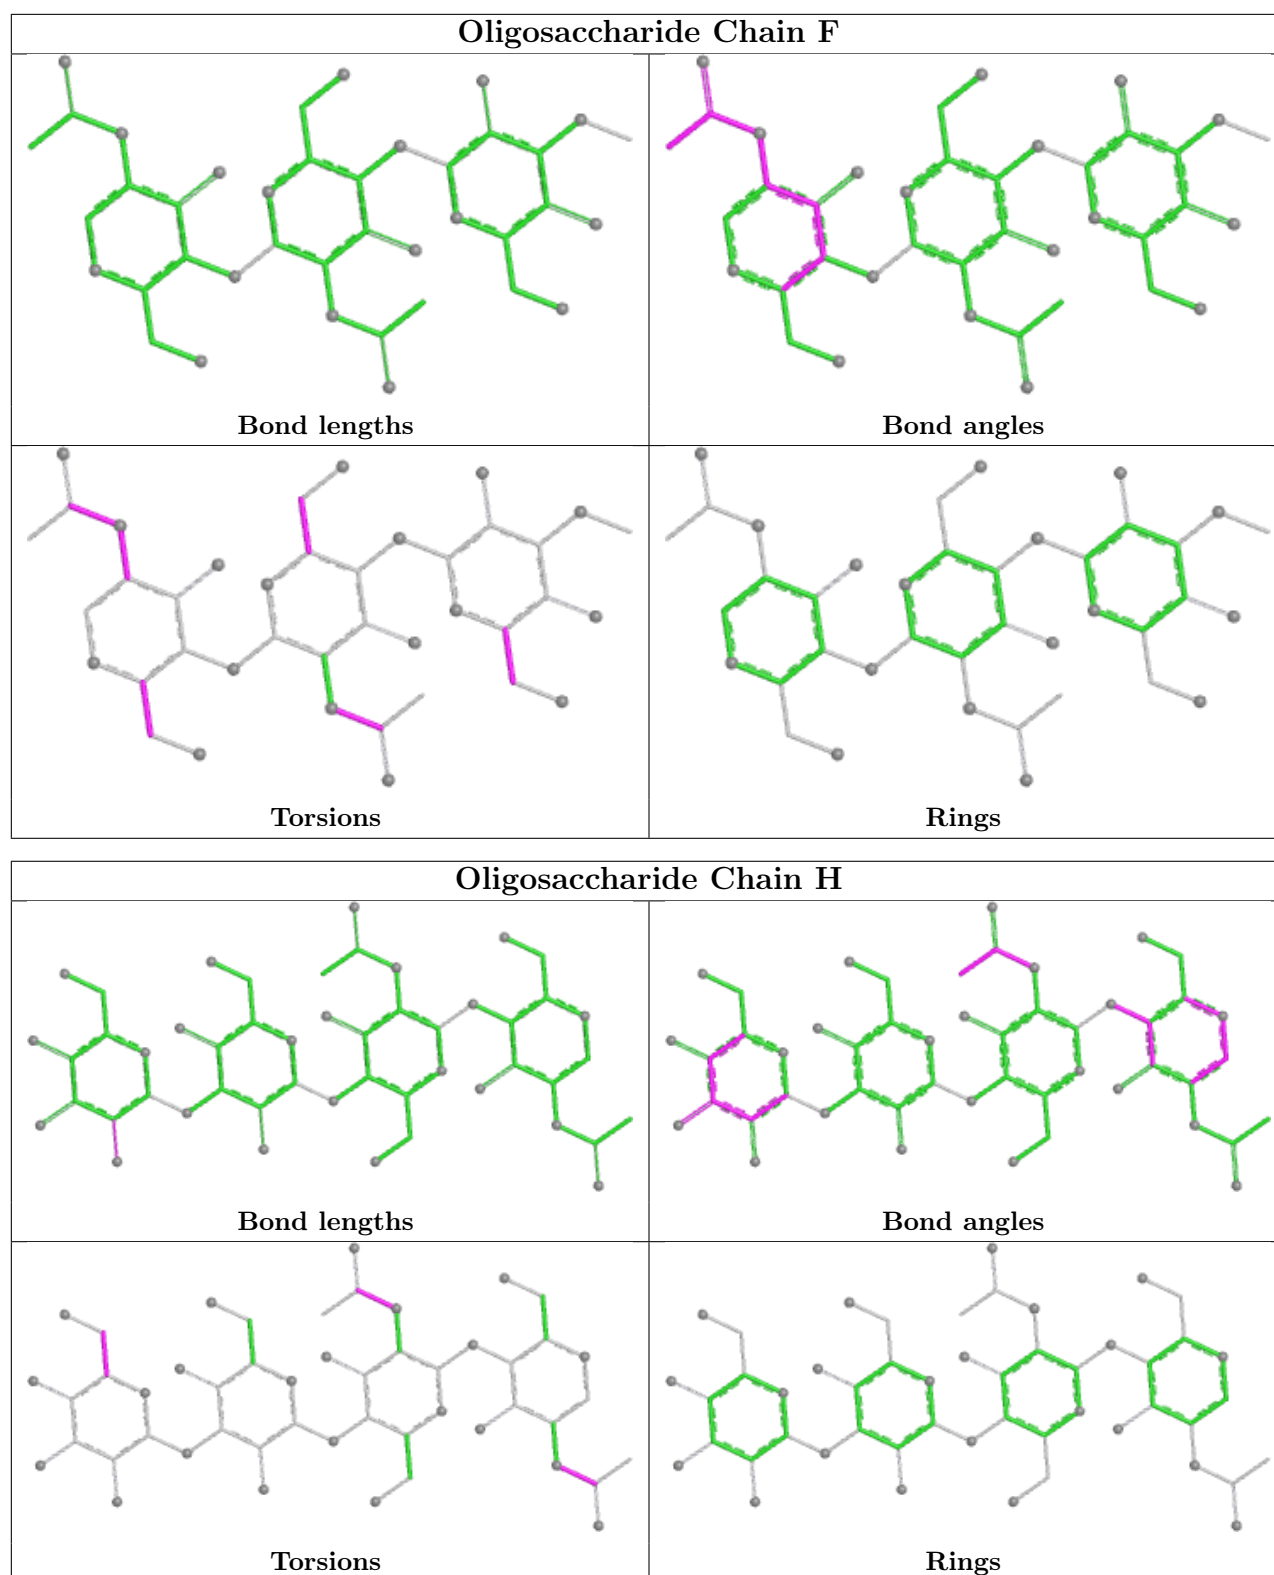 Oligosaccharide Chain F
Bond lengths
Bond angles
Torsions
Rings
Oligosaccharide Chain H
Bond lengths
Bond angles
Torsions
Rings